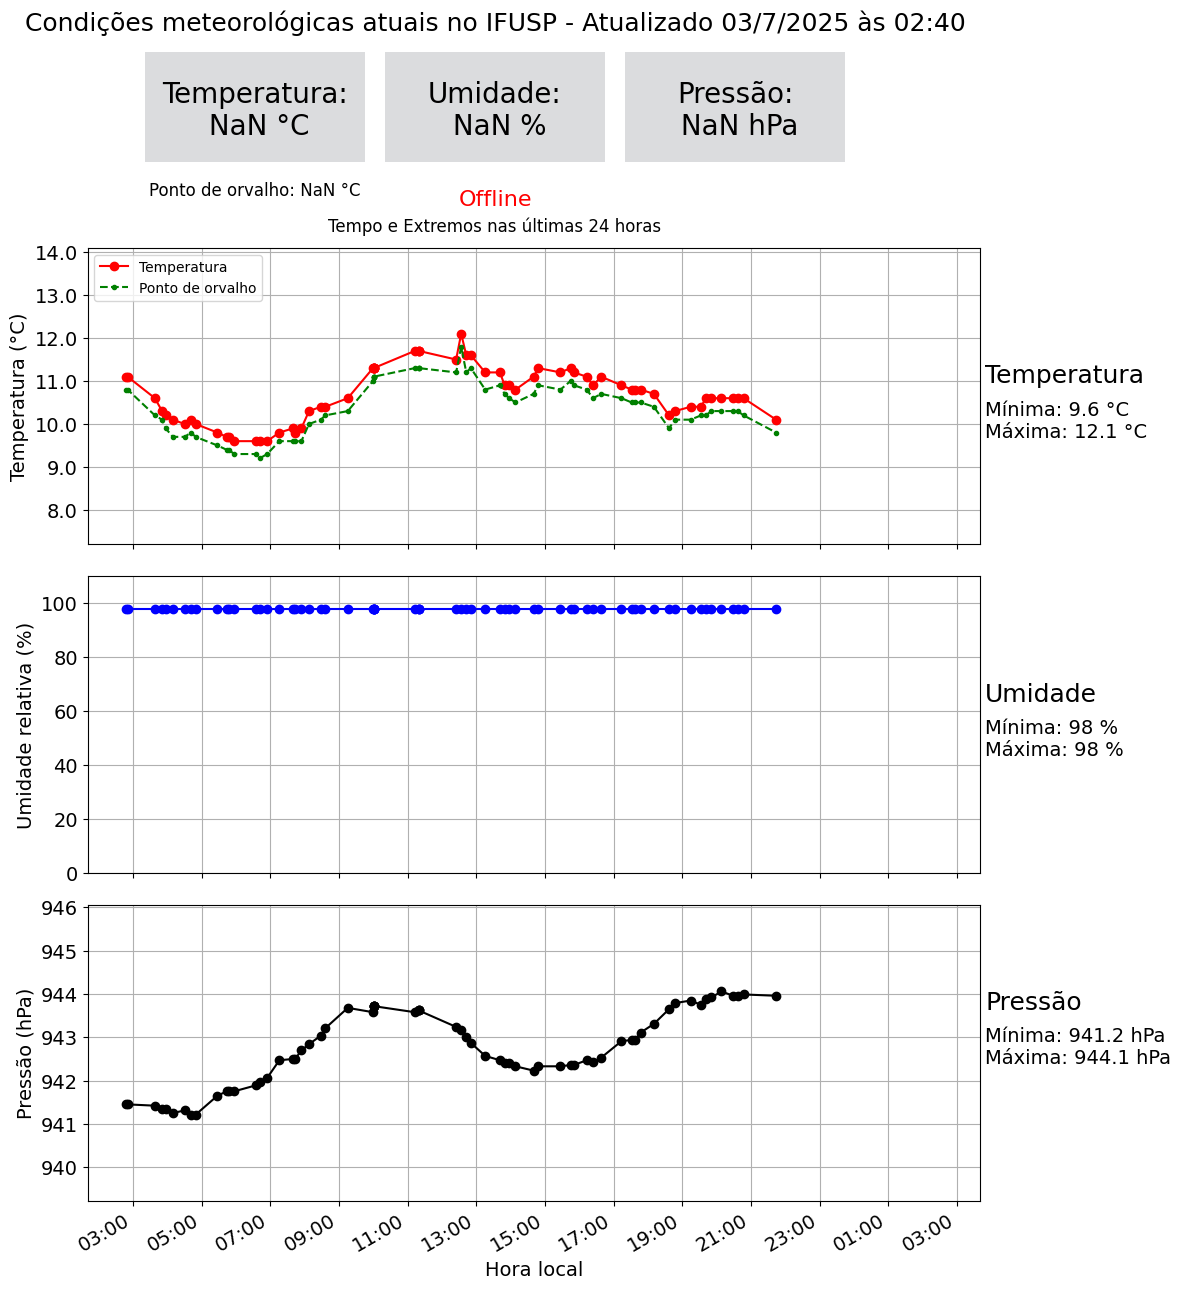 Condições meteorológicas atuais no IFUSP - Atualizado 03/7/2025 às 02:40
Temperatura:
NaN °C
Umidade:
NaN %
Pressão:
NaN hPa
Ponto de orvalho: NaN °C
Offline
Tempo e Extremos nas últimas 24 horas
14.0
13.0
12.0
11.0
10.0
9.0
8.0
Temperatura (°C)
Temperatura
Ponto de orvalho
Temperatura
Mínima: 9.6 °C
Máxima: 12.1 °C
100
80
60
40
20
0
Umidade relativa (%)
Umidade
Mínima: 98 %
Máxima: 98 %
946
945
944
943
942
941
940
Pressão (hPa)
Pressão
Mínima: 941.2 hPa
Máxima: 944.1 hPa
03:00 05:00 07:00 09:00 11:00 13:00 15:00 17:00 19:00 21:00 23:00 01:00 03:00
Hora local